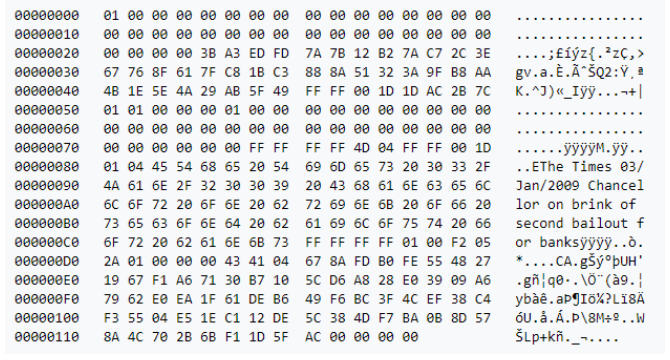 00000000 01 00 00 00 00 00 00 00 00 00 00 00 00 00 00 00 ................
00000010 00 00 00 00 00 00 00 00 00 00 00 00 00 00 00 00 ................
00000020 00 00 00 00 3B A3 ED FD 7A 7B 12 B2 7A C7 2C 3E ....;£íýz{.²zÇ,>
00000030 67 76 8F 61 7F C8 1B C3 88 8A 51 32 3A 9F B8 AA gv.a.È.ÃˆŠQ2:Ÿ¸ª
00000040 4B 1E 5E 4A 29 AB 5F 49 FF FF 00 1D 1D AC 2B 7C K.^J)«_Iÿÿ...¬+|
00000050 01 01 00 00 00 01 00 00 00 00 00 00 00 00 00 00 ................
00000060 00 00 00 00 00 00 00 00 00 00 00 00 00 00 00 00 ................
00000070 00 00 00 00 00 00 FF FF FF FF 4D 04 FF FF 00 1D ......ÿÿÿÿM.ÿÿ..
00000080 01 04 45 54 68 65 20 54 69 6D 65 73 20 30 33 2F ..EThe Times 03/
00000090 4A 61 6E 2F 32 30 30 39 20 43 68 61 6E 63 65 6C Jan/2009 Chancel
000000A0 6C 6F 72 20 6F 6E 20 62 72 69 6E 6B 20 6F 66 20 lor on brink of
000000B0 73 65 63 6F 6E 64 20 62 61 69 6C 6F 75 74 20 66 second bailout f
000000C0 6F 72 20 62 61 6E 6B 73 FF FF FF FF 01 00 F2 05 or banksÿÿÿÿ..ò.
000000D0 2A 01 00 00 00 43 41 04 67 8A FD B0 FE 55 48 27 *....CA.gŠý°þUH'
000000E0 19 67 F1 A6 71 30 B7 10 5C D6 A8 28 E0 39 09 A6 .gñ¦q0·.\Ö¨(à9.¦
000000F0 79 62 E0 EA 1F 61 DE B6 49 F6 BC 3F 4C EF 38 C4 ybàê.aÞ¶Iö¼?Lï8Ä
00000100 F3 55 04 E5 1E C1 12 DE 5C 38 4D F7 BA 0B 8D 57 óU.å.Á.Þ\8M÷º..W
00000110 8A 4C 70 2B 6B F1 1D 5F AC 00 00 00 00 ŠLp+kñ._¬....